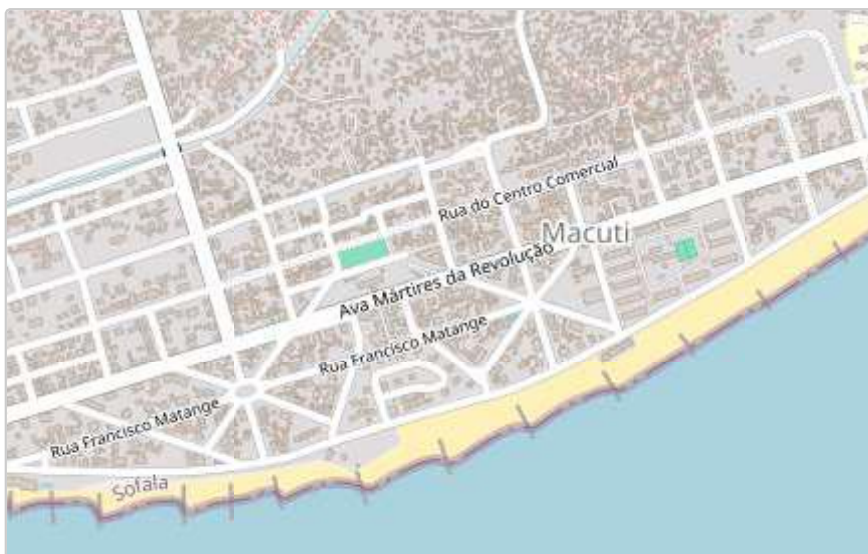 Rua do Centro Comercial
Macuti
Ava Mártires da Revolução
Rua Francisco Matange
Rua Francisco Matange
Sofala